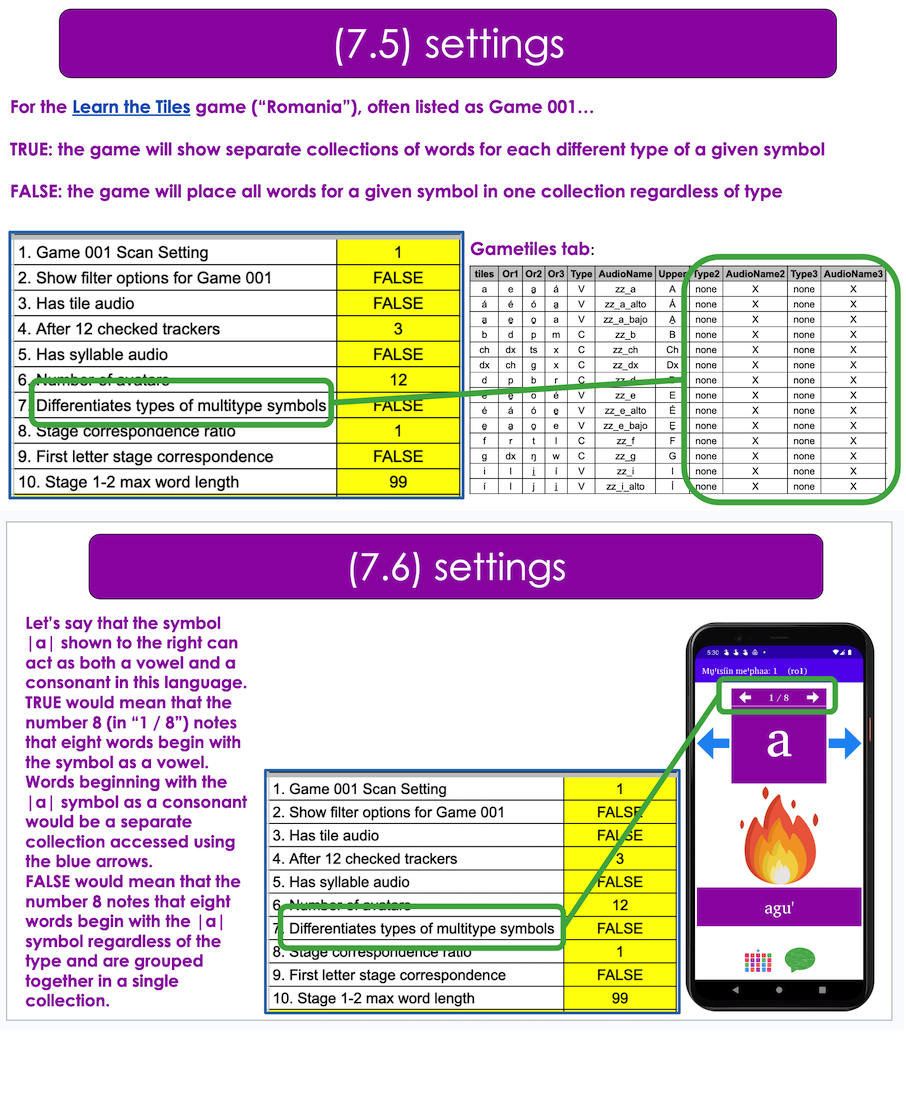 (7.5) settings
For the Learn the Tiles game (“Romania”), often listed as Game 001…
TRUE: the game will show separate collections of words for each different type of a given symbol
FALSE: the game will place all words for a given symbol in one collection regardless of type
1. Game 001 Scan Setting 1
2. Show filter options for Game 001 FALSE
3. Has tile audio FALSE
4. After 12 checked trackers 3
5. Has syllable audio FALSE
6. Number of avatars 12
7. Differentiates types of multitype symbols FALSE
8. Stage correspondence ratio 1
9. First letter stage correspondence FALSE
10. Stage 1-2 max word length 99
Gametiles tab:
tiles Or1 Or2 Or3 Type AudioName Upper Type2 AudioName2 Type3 AudioName3
a e a̱ á V zz_a A none X none X
á é ó a̱ V zz_a_alto Á none X none X
a̱ e̱ o̱ a V zz_a_bajo A̱ none X none X
b d p m C zz_b B none X none X
ch dx ts x C zz_ch Ch none X none X
dx ch g x C zz_dx Dx none X none X
d p b r C zz_d none X none X
e e̱ o é V zz_e E none X none X
é á ó e̱ V zz_e_alto É none X none X
e̱ a̱ o̱ e V zz_e_bajo E̱ none X none X
f r t l C zz_f F none X none X
g dx ŋ w C zz_g G none X none X
i l i̱ í V zz_i I none X none X
í l j i̱ V zz_i_alto Í none X none X
(7.6) settings
Let’s say that the symbol
|a| shown to the right can
act as both a vowel and a
consonant in this language.
TRUE would mean that the
number 8 (in “1 / 8”) notes
that eight words begin with
the symbol as a vowel.
Words beginning with the
|a| symbol as a consonant
would be a separate
collection accessed using
the blue arrows.
FALSE would mean that the
number 8 notes that eight
words begin with the |a|
symbol regardless of the
type and are grouped
together in a single
collection.
1. Game 001 Scan Setting 1
2. Show filter options for Game 001 FALSE
3. Has tile audio FALSE
4. After 12 checked trackers 3
5. Has syllable audio FALSE
6. Number of avatars 12
7. Differentiates types of multitype symbols FALSE
8. Stage correspondence ratio 1
9. First letter stage correspondence FALSE
10. Stage 1-2 max word length 99
5:30
me'phaa: 1 (ro1)
1 / 8
a
agu'